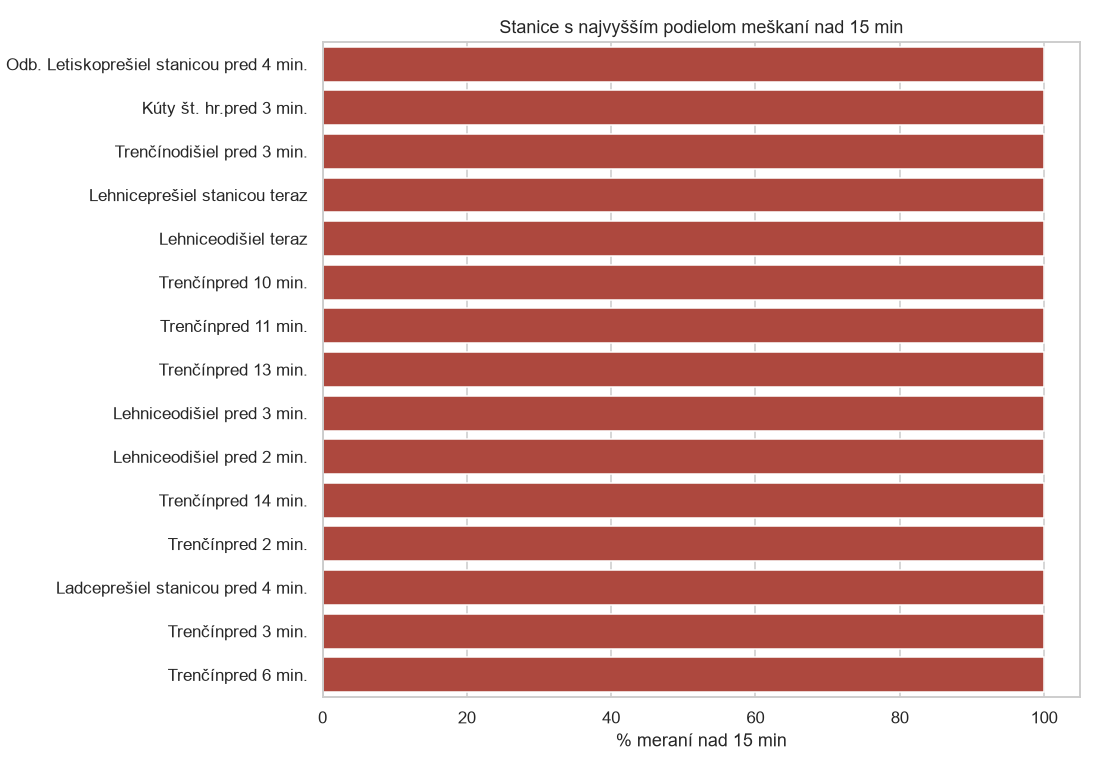 Stanice s najvyšším podielom meškaní nad 15 min
Odb. Letiskoprešiel stanicou pred 4 min.
Kúty št. hr.pred 3 min.
Trenčínodišiel pred 3 min.
Lehniceprešiel stanicou teraz
Lehniceodišiel teraz
Trenčínpred 10 min.
Trenčínpred 11 min.
Trenčínpred 13 min.
Lehniceodišiel pred 3 min.
Lehniceodišiel pred 2 min.
Trenčínpred 14 min.
Trenčínpred 2 min.
Ladceprešiel stanicou pred 4 min.
Trenčínpred 3 min.
Trenčínpred 6 min.
0 20 40 60 80 100
% meraní nad 15 min